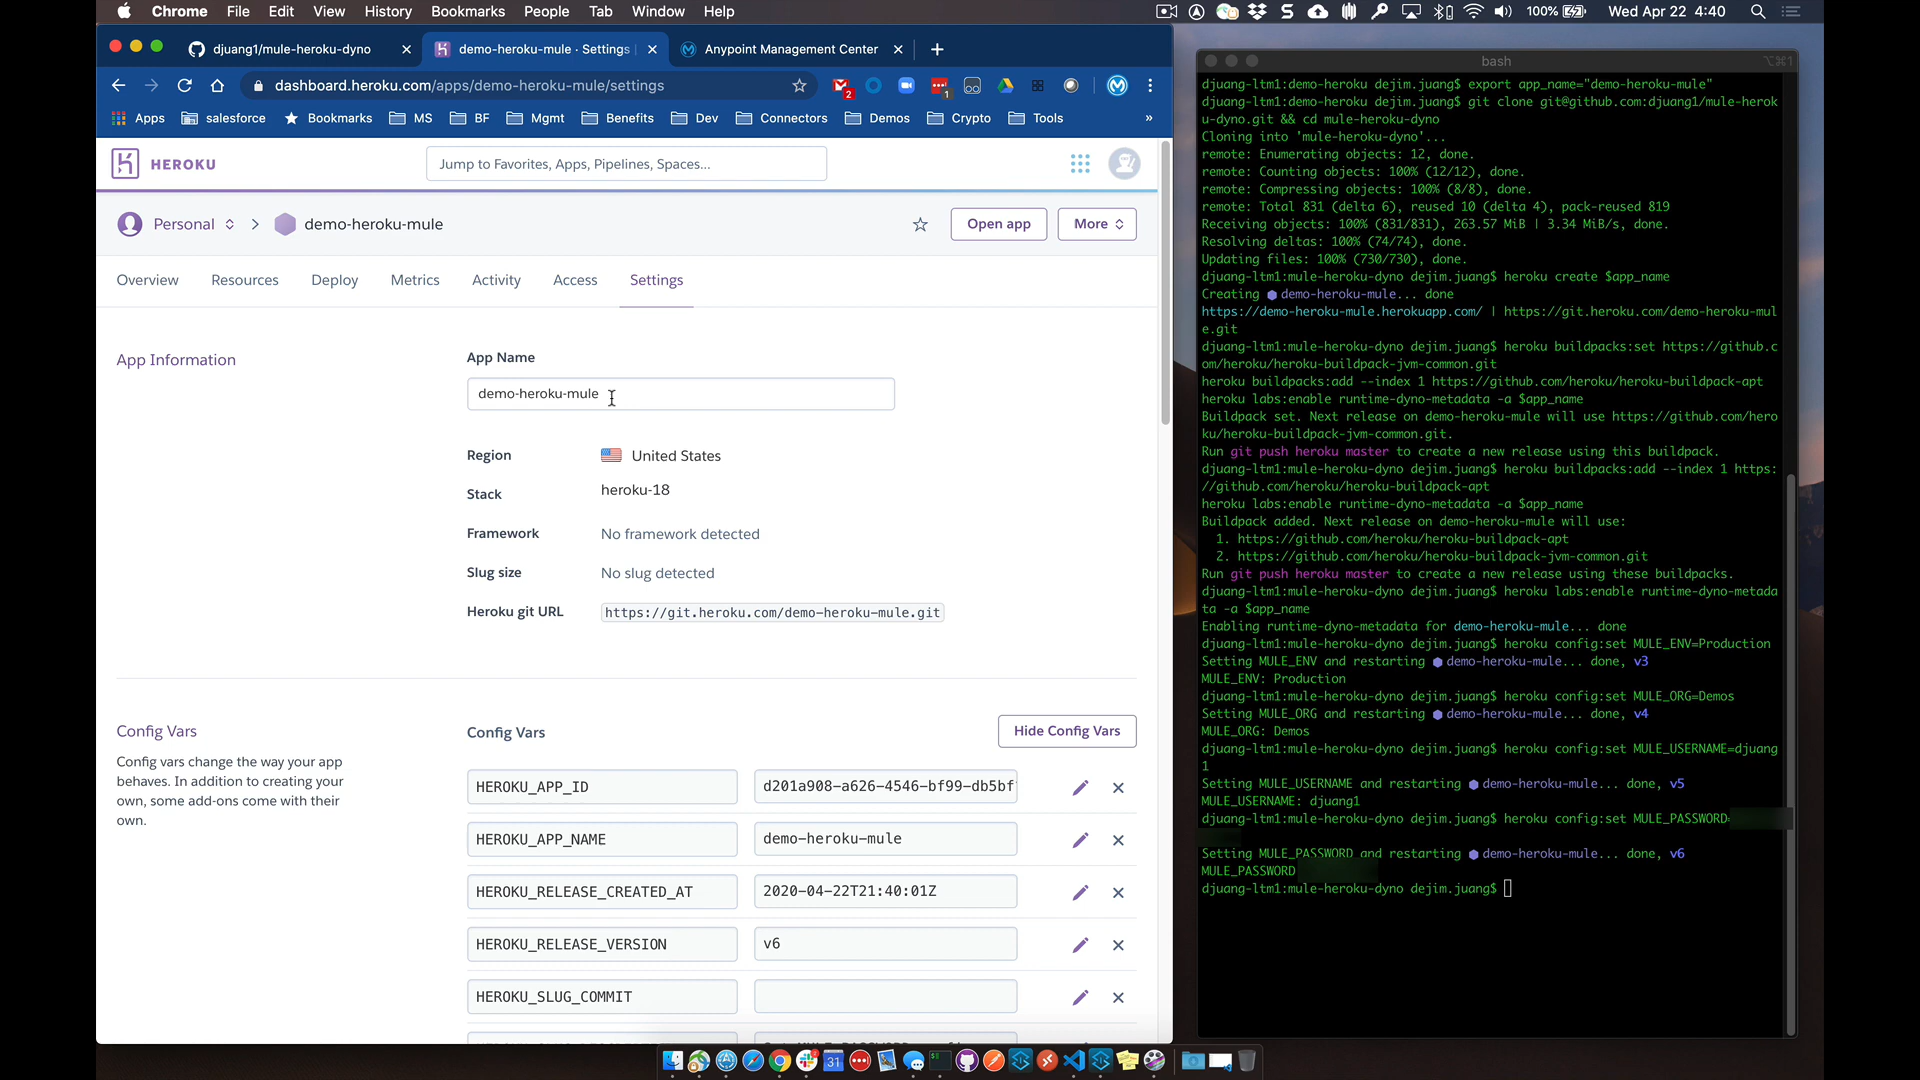 Chrome File Edit View History Bookmarks People Tab Window Help
100% Wed Apr 22 4:40
djuang1/mule-heroku-dyno
demo-heroku-mule · Settings |
Anypoint Management Center
dashboard.heroku.com/apps/demo-heroku-mule/settings
2
1
Apps salesforce Bookmarks MS BF Mgmt Benefits Dev Connectors Demos Crypto Tools »
HEROKU
Jump to Favorites, Apps, Pipelines, Spaces...
Personal
demo-heroku-mule
Open app
More
Overview Resources Deploy Metrics Activity Access Settings
App Information
App Name
demo-heroku-mule
Region United States
Stack heroku-18
Framework No framework detected
Slug size No slug detected
Heroku git URL https://git.heroku.com/demo-heroku-mule.git
Config Vars
Config vars change the way your app
behaves. In addition to creating your
own, some add-ons come with their
own.
Config Vars
Hide Config Vars
HEROKU_APP_ID d201a908-a626-4546-bf99-db5bf
HEROKU_APP_NAME demo-heroku-mule
HEROKU_RELEASE_CREATED_AT 2020-04-22T21:40:01Z
HEROKU_RELEASE_VERSION v6
HEROKU_SLUG_COMMIT
bash
⌥⌘1
djuang-ltm1:demo-heroku dejim.juang$ export app_name="demo-heroku-mule"
djuang-ltm1:demo-heroku dejim.juang$ git clone git@github.com:djuang1/mule-herok
u-dyno.git && cd mule-heroku-dyno
Cloning into 'mule-heroku-dyno'...
remote: Enumerating objects: 12, done.
remote: Counting objects: 100% (12/12), done.
remote: Compressing objects: 100% (8/8), done.
remote: Total 831 (delta 6), reused 10 (delta 4), pack-reused 819
Receiving objects: 100% (831/831), 263.57 MiB | 3.34 MiB/s, done.
Resolving deltas: 100% (74/74), done.
Updating files: 100% (730/730), done.
djuang-ltm1:mule-heroku-dyno dejim.juang$ heroku create $app_name
Creating demo-heroku-mule... done
https://demo-heroku-mule.herokuapp.com/ | https://git.heroku.com/demo-heroku-mul
e.git
djuang-ltm1:mule-heroku-dyno dejim.juang$ heroku buildpacks:set https://github.c
om/heroku/heroku-buildpack-jvm-common.git
heroku buildpacks:add --index 1 https://github.com/heroku/heroku-buildpack-apt
heroku labs:enable runtime-dyno-metadata -a $app_name
Buildpack set. Next release on demo-heroku-mule will use https://github.com/hero
ku/heroku-buildpack-jvm-common.git.
Run git push heroku master to create a new release using this buildpack.
djuang-ltm1:mule-heroku-dyno dejim.juang$ heroku buildpacks:add --index 1 https:
//github.com/heroku/heroku-buildpack-apt
heroku labs:enable runtime-dyno-metadata -a $app_name
Buildpack added. Next release on demo-heroku-mule will use:
1. https://github.com/heroku/heroku-buildpack-apt
2. https://github.com/heroku/heroku-buildpack-jvm-common.git
Run git push heroku master to create a new release using these buildpacks.
djuang-ltm1:mule-heroku-dyno dejim.juang$ heroku labs:enable runtime-dyno-metada
ta -a $app_name
Enabling runtime-dyno-metadata for demo-heroku-mule... done
djuang-ltm1:mule-heroku-dyno dejim.juang$ heroku config:set MULE_ENV=Production
Setting MULE_ENV and restarting demo-heroku-mule... done, v3
MULE_ENV: Production
djuang-ltm1:mule-heroku-dyno dejim.juang$ heroku config:set MULE_ORG=Demos
Setting MULE_ORG and restarting demo-heroku-mule... done, v4
MULE_ORG: Demos
djuang-ltm1:mule-heroku-dyno dejim.juang$ heroku config:set MULE_USERNAME=djuang
1
Setting MULE_USERNAME and restarting demo-heroku-mule... done, v5
MULE_USERNAME: djuang1
djuang-ltm1:mule-heroku-dyno dejim.juang$ heroku config:set MULE_PASSWORD=
Setting MULE_PASSWORD and restarting demo-heroku-mule... done, v6
MULE_PASSWORD
djuang-ltm1:mule-heroku-dyno dejim.juang$
31